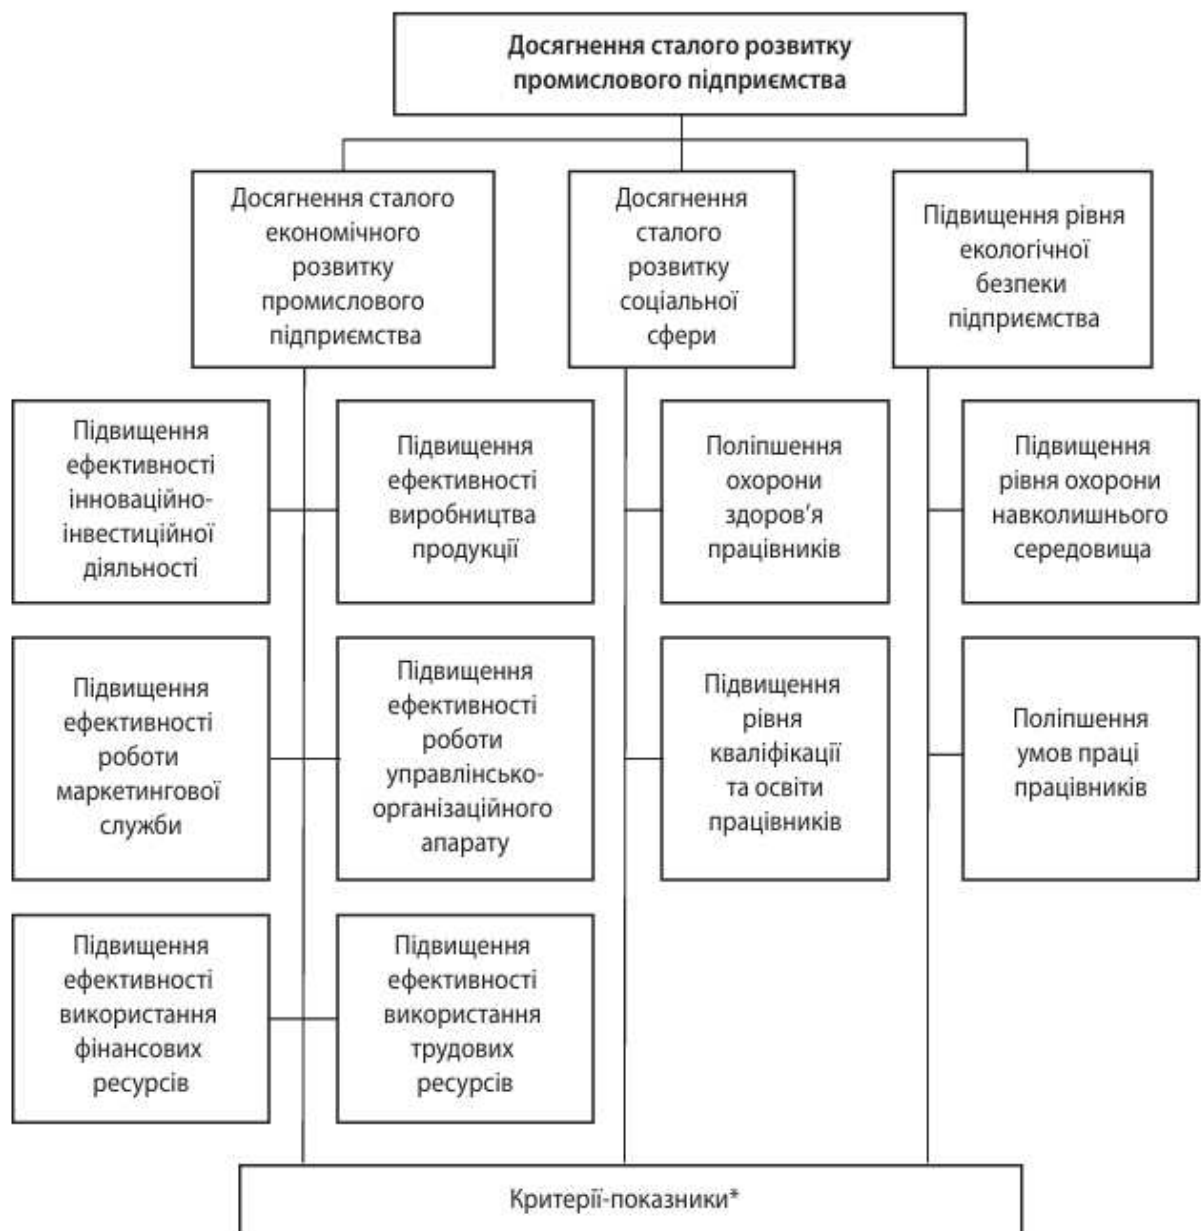 Досягнення сталого розвитку
промислового підприємства
Досягнення сталого
економічного
розвитку
промислового
підприємства
Досягнення
сталого
розвитку
соціальної
сфери
Підвищення рівня
екологічної
безпеки
підприємства
Підвищення
ефективності
інноваційно-
інвестиційної
діяльності
Підвищення
ефективності
виробництва
продукції
Поліпшення
охорони
здоров'я
працівників
Підвищення
рівня охорони
навколишнього
середовища
Підвищення
ефективності
роботи
маркетингової
служби
Підвищення
ефективності
роботи
управлінсько-
організаційного
апарату
Підвищення
рівня
кваліфікації
та освіти
працівників
Поліпшення
умов праці
працівників
Підвищення
ефективності
використання
фінансових
ресурсів
Підвищення
ефективності
використання
трудових
ресурсів
Критерії-показники*